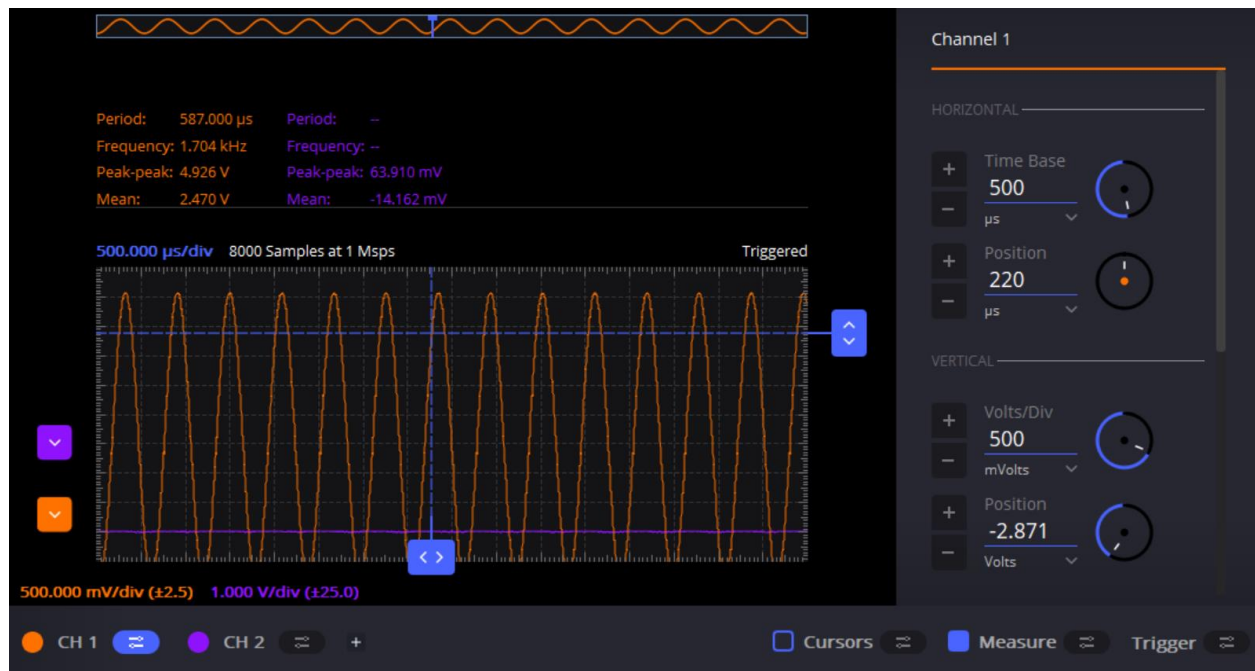 Channel 1
HORIZONTAL
Period: 587.000 µs Period: --
Frequency: 1.704 kHz Frequency: --
Peak-peak: 4.926 V Peak-peak: 63.910 mV
Mean: 2.470 V Mean: -14.162 mV
+ Time Base
500
− µs
500.000 µs/div 8000 Samples at 1 Msps Triggered
+ Position
220
− µs
VERTICAL
+ Volts/Div
500
− mVolts
+ Position
-2.871
− Volts
500.000 mV/div (±2.5) 1.000 V/div (±25.0)
CH 1 CH 2 + Cursors Measure Trigger